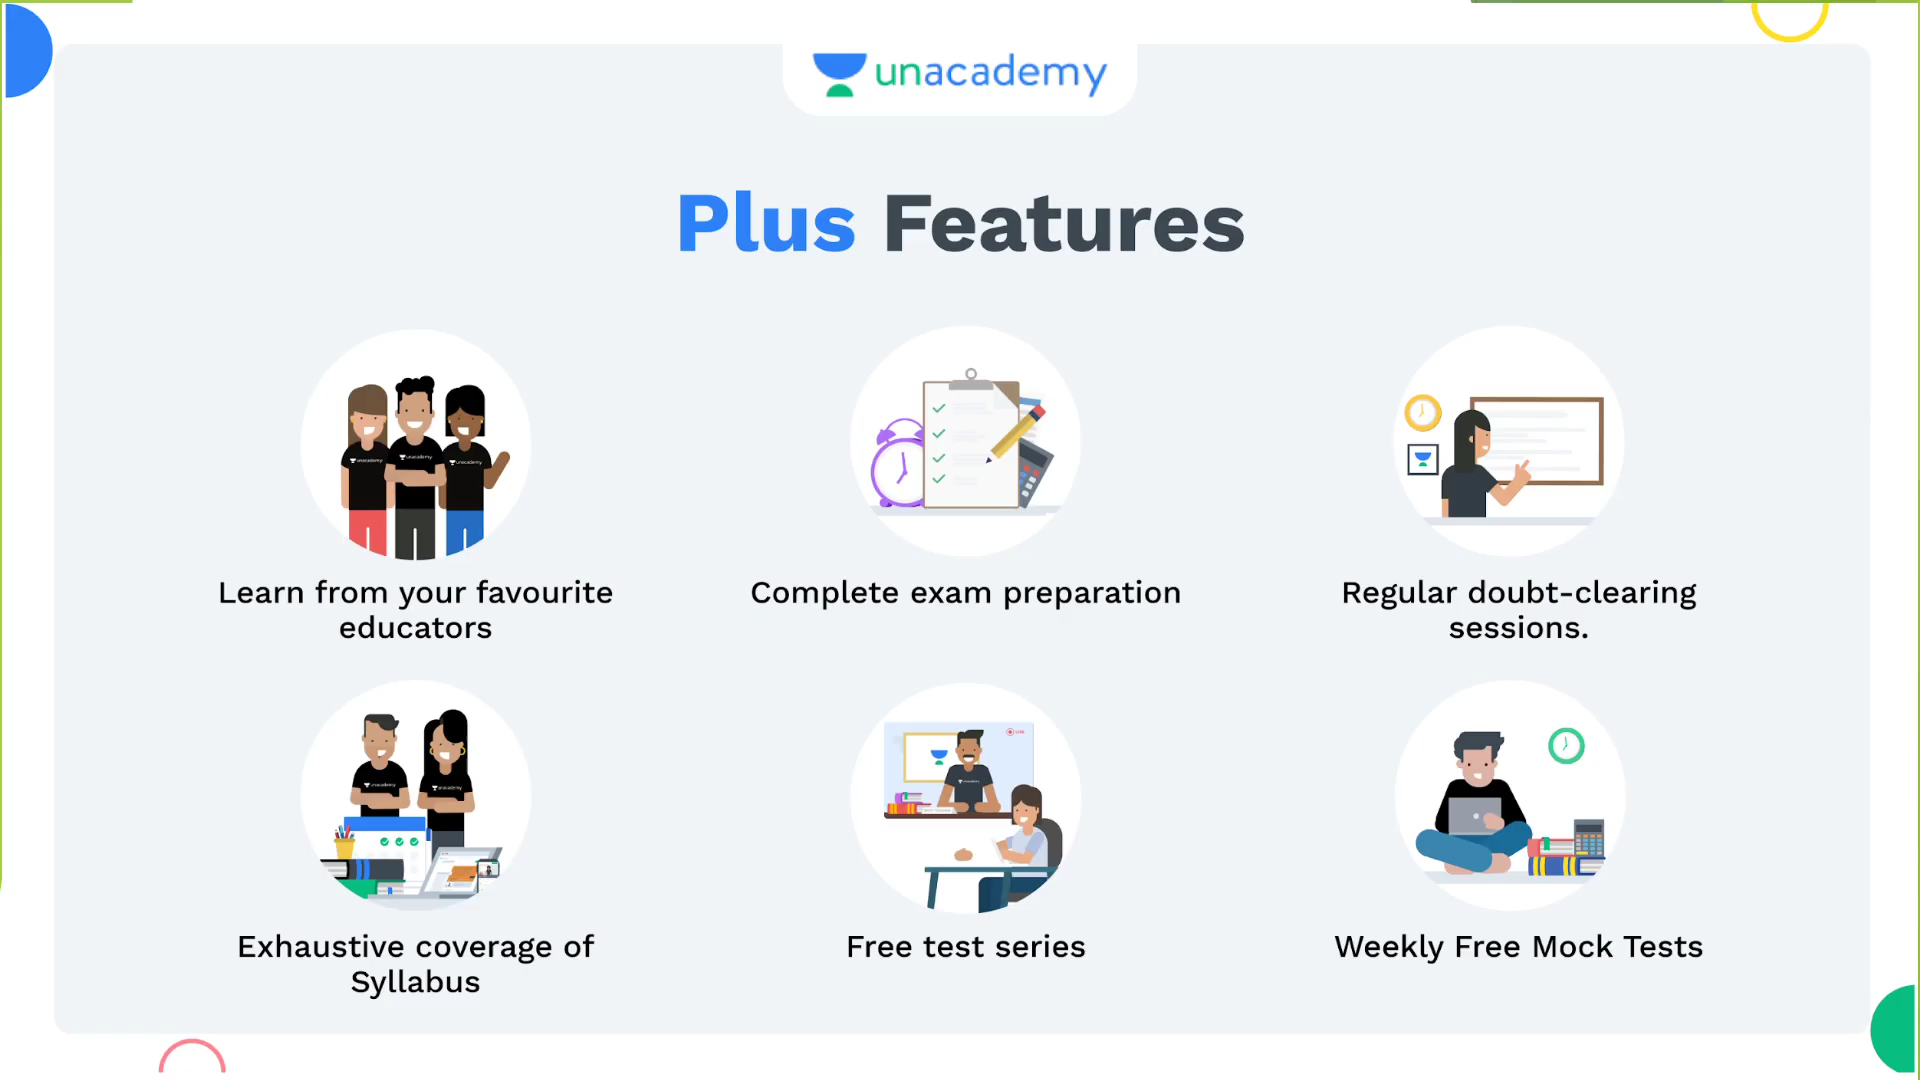 unacademy
Plus Features
Learn from your favourite
educators
Complete exam preparation
Regular doubt-clearing
sessions.
Exhaustive coverage of
Syllabus
Free test series
Weekly Free Mock Tests